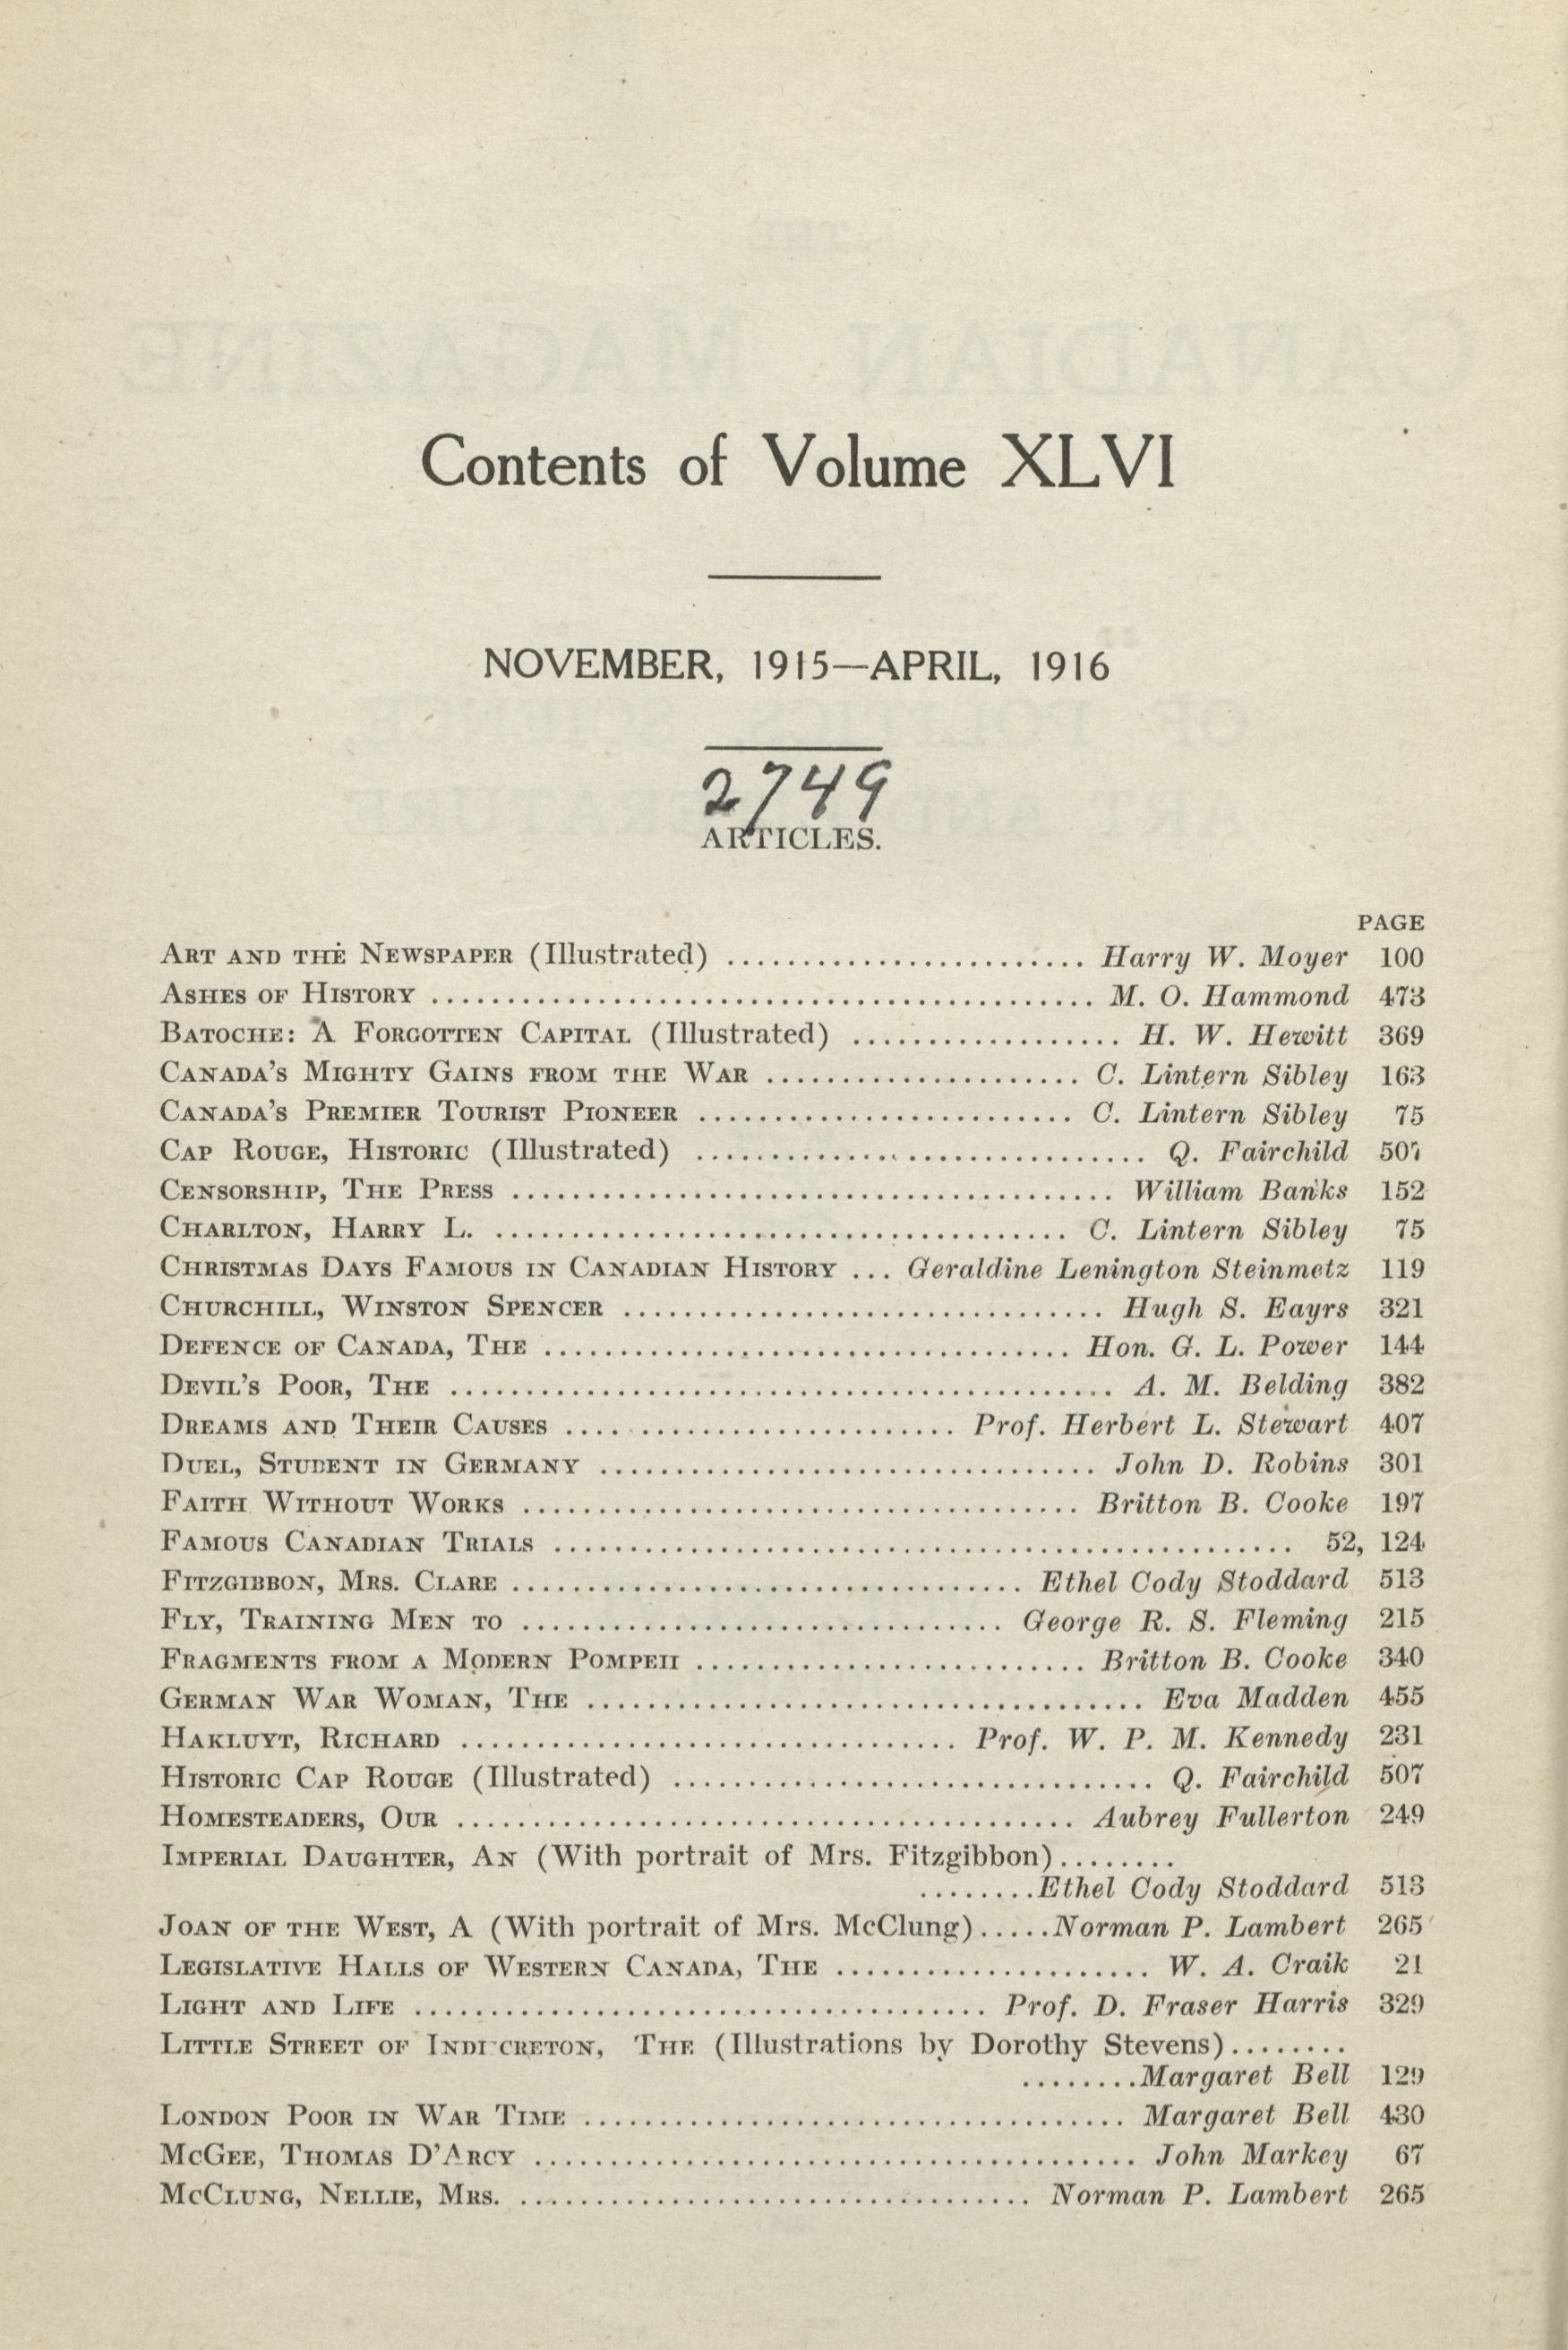 Contents of Volume XLVI
NOVEMBER, 1915—APRIL, 1916
2749
ARTICLES.
PAGE
ART AND THE NEWSPAPER (Illustrated) ........................ Harry W. Moyer 100
ASHES OF HISTORY ............................................. M. O. Hammond 473
BATOCHE: A FORGOTTEN CAPITAL (Illustrated) .................. H. W. Hewitt 369
CANADA'S MIGHTY GAINS FROM THE WAR ..................... C. Lintern Sibley 163
CANADA'S PREMIER TOURIST PIONEER ......................... C. Lintern Sibley 75
CAP ROUGE, HISTORIC (Illustrated) .............................. Q. Fairchild 507
CENSORSHIP, THE PRESS ........................................ William Banks 152
CHARLTON, HARRY L. ....................................... C. Lintern Sibley 75
CHRISTMAS DAYS FAMOUS IN CANADIAN HISTORY ... Geraldine Lenington Steinmetz 119
CHURCHILL, WINSTON SPENCER ................................ Hugh S. Eayrs 321
DEFENCE OF CANADA, THE ................................... Hon. G. L. Power 144
DEVIL'S POOR, THE ............................................. A. M. Belding 382
DREAMS AND THEIR CAUSES .......................... Prof. Herbert L. Stewart 407
DUEL, STUDENT IN GERMANY ................................. John D. Robins 301
FAITH WITHOUT WORKS ..................................... Britton B. Cooke 197
FAMOUS CANADIAN TRIALS .................................................. 52, 124
FITZGIBBON, MRS. CLARE .................................. Ethel Cody Stoddard 513
FLY, TRAINING MEN TO ................................ George R. S. Fleming 215
FRAGMENTS FROM A MODERN POMPEII .......................... Britton B. Cooke 340
GERMAN WAR WOMAN, THE ..................................... Eva Madden 455
HAKLUYT, RICHARD ................................. Prof. W. P. M. Kennedy 231
HISTORIC CAP ROUGE (Illustrated) ................................ Q. Fairchild 507
HOMESTEADERS, OUR .......................................... Aubrey Fullerton 249
IMPERIAL DAUGHTER, AN (With portrait of Mrs. Fitzgibbon)........
........Ethel Cody Stoddard 513
JOAN OF THE WEST, A (With portrait of Mrs. McClung).....Norman P. Lambert 265
LEGISLATIVE HALLS OF WESTERN CANADA, THE ..................... W. A. Craik 21
LIGHT AND LIFE ....................................... Prof. D. Fraser Harris 329
LITTLE STREET OF INDI CRETON, THE (Illustrations by Dorothy Stevens)........
........Margaret Bell 129
LONDON POOR IN WAR TIME .................................... Margaret Bell 430
MCGEE, THOMAS D'ARCY ........................................ John Markey 67
MCCLUNG, NELLIE, MRS. .................................. Norman P. Lambert 265